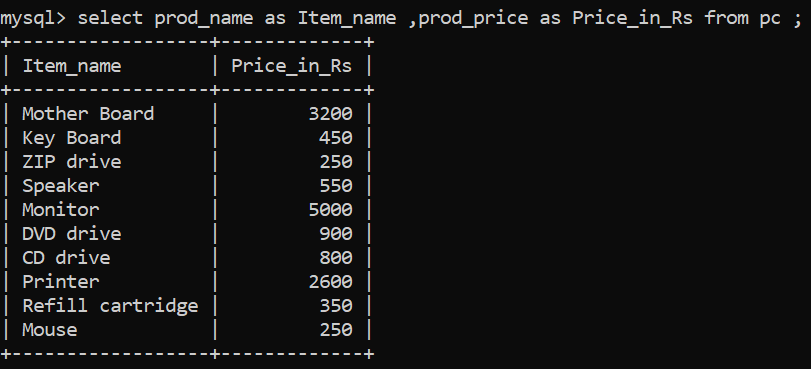 mysql> select prod_name as Item_name ,prod_price as Price_in_Rs from pc ;
+------------------+-------------+
| Item_name        | Price_in_Rs |
+------------------+-------------+
| Mother Board     |        3200 |
| Key Board        |         450 |
| ZIP drive        |         250 |
| Speaker          |         550 |
| Monitor          |        5000 |
| DVD drive        |         900 |
| CD drive         |         800 |
| Printer          |        2600 |
| Refill cartridge |         350 |
| Mouse            |         250 |
+------------------+-------------+